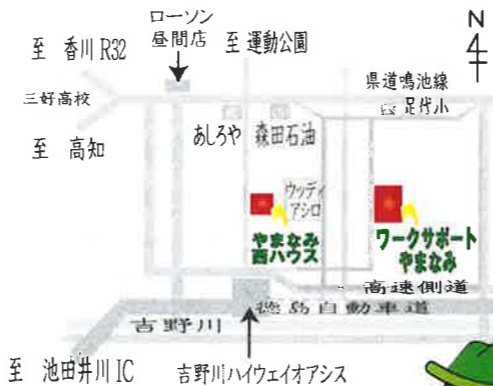 ローソン
昼間店
至 運動公園
N
至 香川 R32
県道鳴池線
三好高校
足代小
あしろや
森田石油
至 高知
ウッディ
アシロ
やまなみ
西ハウス
ワークサポート
やまなみ
高速側道
徳島自動車道
吉野川
至 池田井川 IC
吉野川ハイウェイオアシス